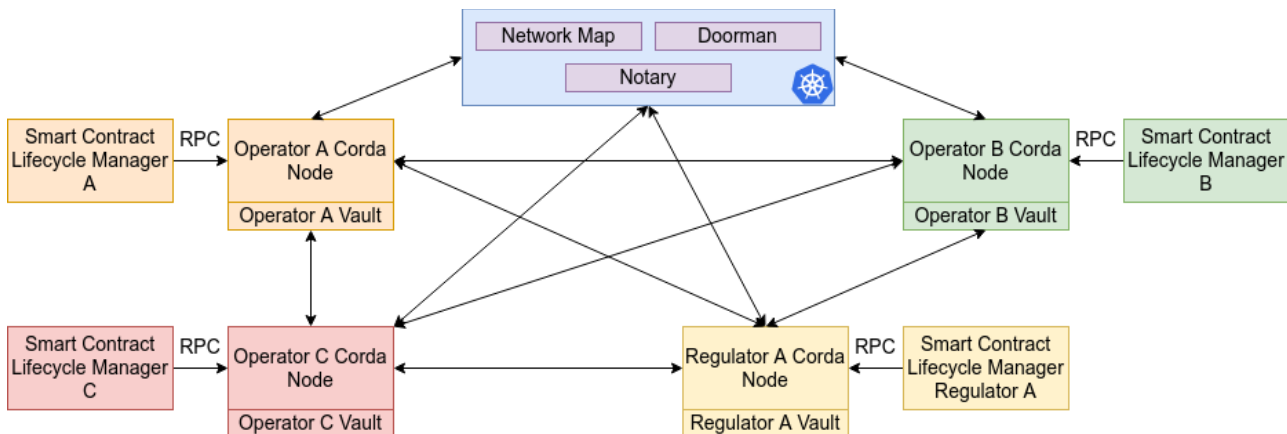 Network Map
Doorman
Notary
Smart Contract
Lifecycle Manager
A
RPC
Operator A Corda
Node
Operator A Vault
Operator B Corda
Node
Operator B Vault
RPC
Smart Contract
Lifecycle Manager
B
Smart Contract
Lifecycle Manager
C
RPC
Operator C Corda
Node
Operator C Vault
Regulator A Corda
Node
Regulator A Vault
RPC
Smart Contract
Lifecycle Manager
Regulator A